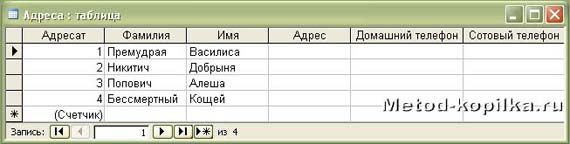 Адреса : таблица
Адресат Фамилия Имя Адрес Домашний телефон Сотовый телефон
1 Премудрая Василиса
2 Никитич Добрыня
3 Попович Алеша
4 Бессмертный Кощей
(Счетчик)
Metod-kopilka.ru
Запись: 1 из 4